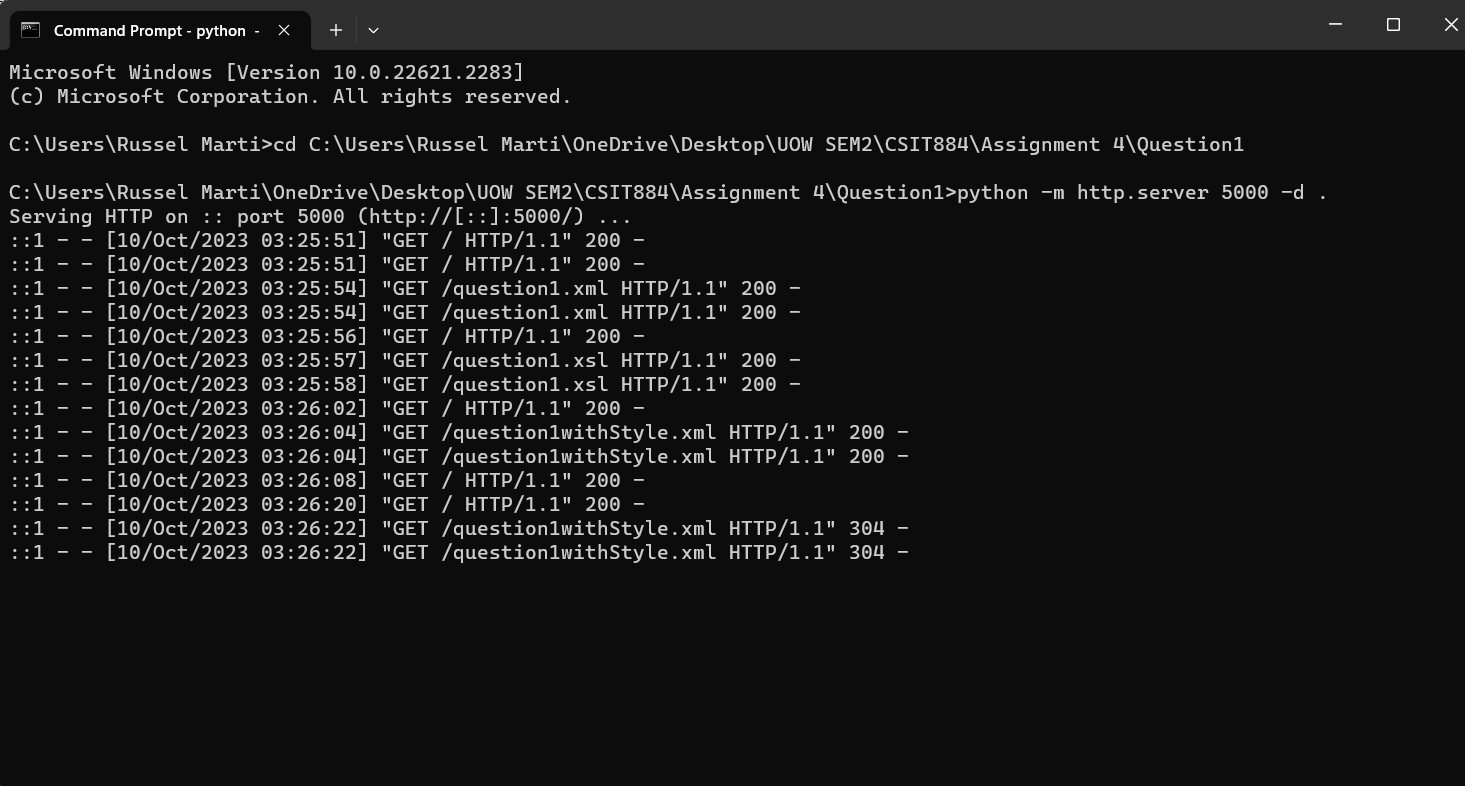 Command Prompt - python -
Microsoft Windows [Version 10.0.22621.2283]
(c) Microsoft Corporation. All rights reserved.
C:\Users\Russel Marti>cd C:\Users\Russel Marti\OneDrive\Desktop\UOW SEM2\CSIT884\Assignment 4\Question1
C:\Users\Russel Marti\OneDrive\Desktop\UOW SEM2\CSIT884\Assignment 4\Question1>python -m http.server 5000 -d .
Serving HTTP on :: port 5000 (http://[::]:5000/) ...
::1 - - [10/Oct/2023 03:25:51] "GET / HTTP/1.1" 200 -
::1 - - [10/Oct/2023 03:25:51] "GET / HTTP/1.1" 200 -
::1 - - [10/Oct/2023 03:25:54] "GET /question1.xml HTTP/1.1" 200 -
::1 - - [10/Oct/2023 03:25:54] "GET /question1.xml HTTP/1.1" 200 -
::1 - - [10/Oct/2023 03:25:56] "GET / HTTP/1.1" 200 -
::1 - - [10/Oct/2023 03:25:57] "GET /question1.xsl HTTP/1.1" 200 -
::1 - - [10/Oct/2023 03:25:58] "GET /question1.xsl HTTP/1.1" 200 -
::1 - - [10/Oct/2023 03:26:02] "GET / HTTP/1.1" 200 -
::1 - - [10/Oct/2023 03:26:04] "GET /question1withStyle.xml HTTP/1.1" 200 -
::1 - - [10/Oct/2023 03:26:04] "GET /question1withStyle.xml HTTP/1.1" 200 -
::1 - - [10/Oct/2023 03:26:08] "GET / HTTP/1.1" 200 -
::1 - - [10/Oct/2023 03:26:20] "GET / HTTP/1.1" 200 -
::1 - - [10/Oct/2023 03:26:22] "GET /question1withStyle.xml HTTP/1.1" 304 -
::1 - - [10/Oct/2023 03:26:22] "GET /question1withStyle.xml HTTP/1.1" 304 -